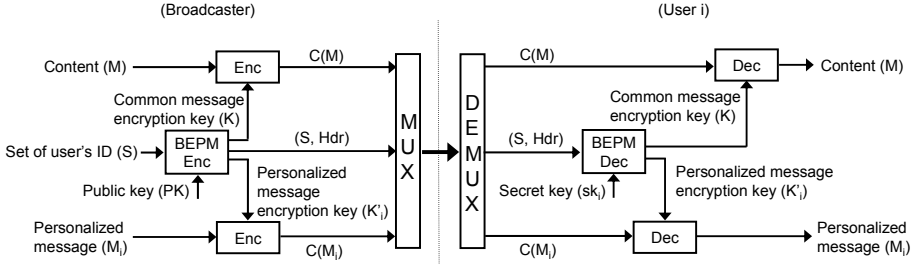 (Broadcaster)
(User i)
Content (M)
Enc
C(M)
C(M)
Dec
Content (M)
Common message
encryption key (K)
Common message
encryption key (K)
MUX
DEMUX
Set of user's ID (S)
BEPM
Enc
(S, Hdr)
(S, Hdr)
BEPM
Dec
Public key (PK)
Personalized
message
encryption key (K'i)
Secret key (ski)
Personalized message
encryption key (K'i)
Personalized
message (Mi)
Enc
C(Mi)
C(Mi)
Dec
Personalized
message (Mi)